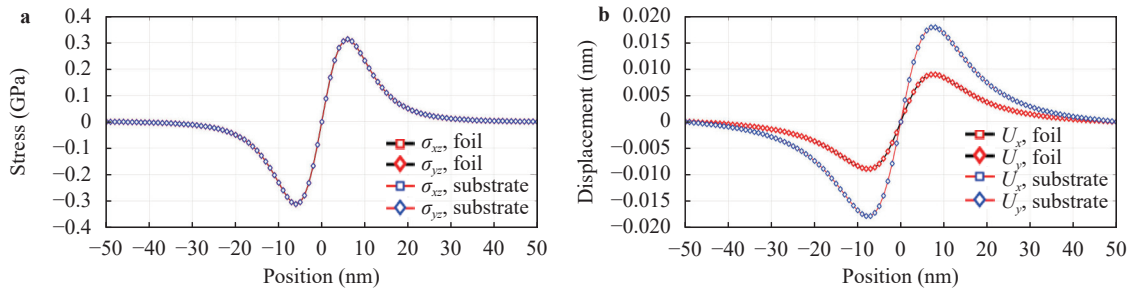 a
Stress (GPa)
0.4
0.3
0.2
0.1
0
−0.1
−0.2
−0.3
−0.4
σxz, foil
σyz, foil
σxz, substrate
σyz, substrate
−50 −40 −30 −20 −10 0 10 20 30 40 50
Position (nm)
b
Displacement (nm)
0.020
0.015
0.010
0.005
0
−0.005
−0.010
−0.015
−0.020
Ux, foil
Uy, foil
Ux, substrate
Uy, substrate
−50 −40 −30 −20 −10 0 10 20 30 40 50
Position (nm)